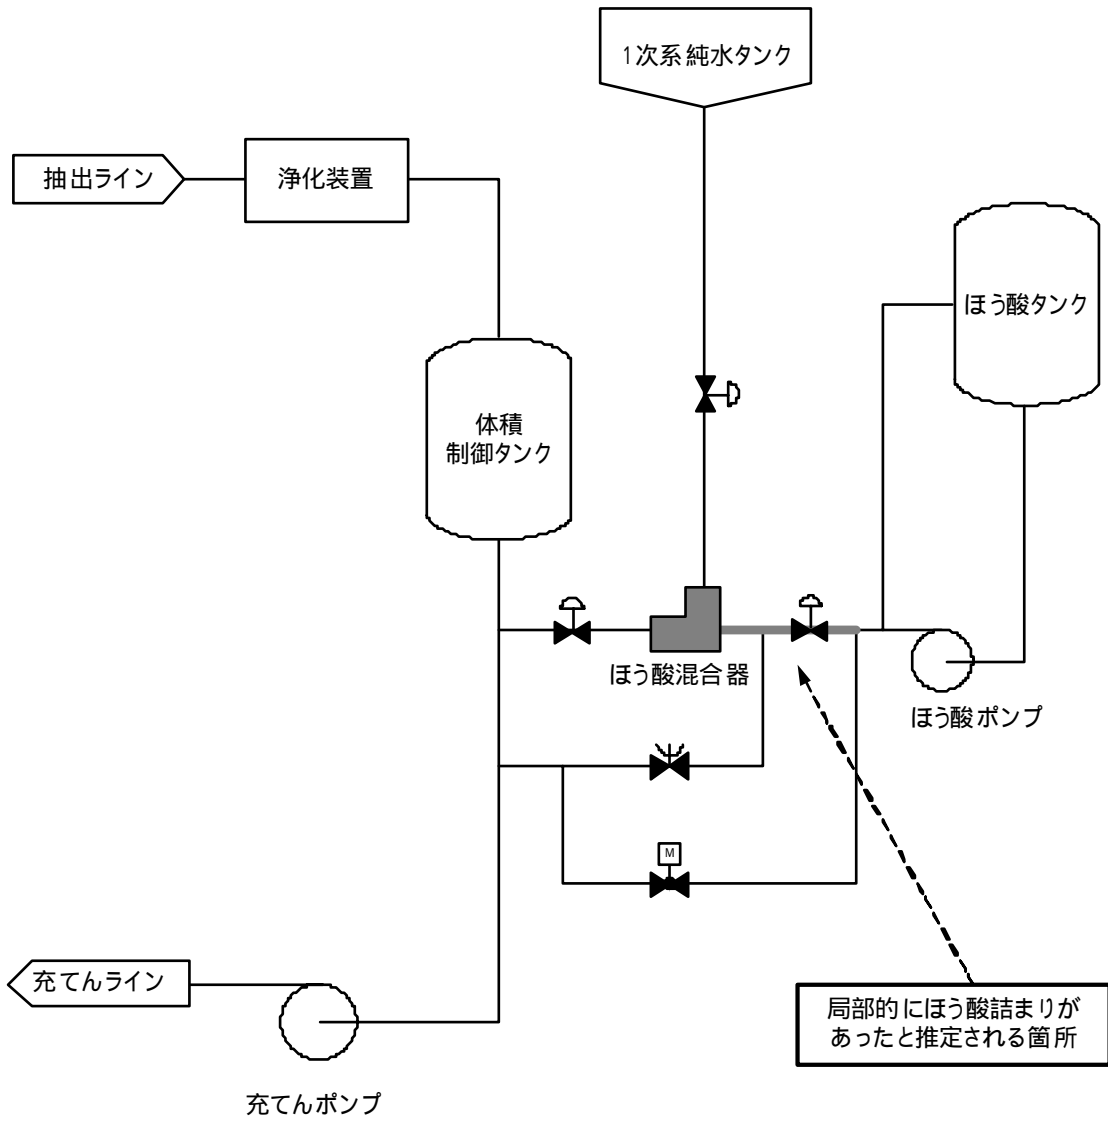 1次系純水タンク
抽出ライン
浄化装置
ほう酸タンク
体積
制御タンク
ほう酸混合器
ほう酸ポンプ
M
充てんライン
局部的にほう酸詰まりが
あったと推定される箇所
充てんポンプ